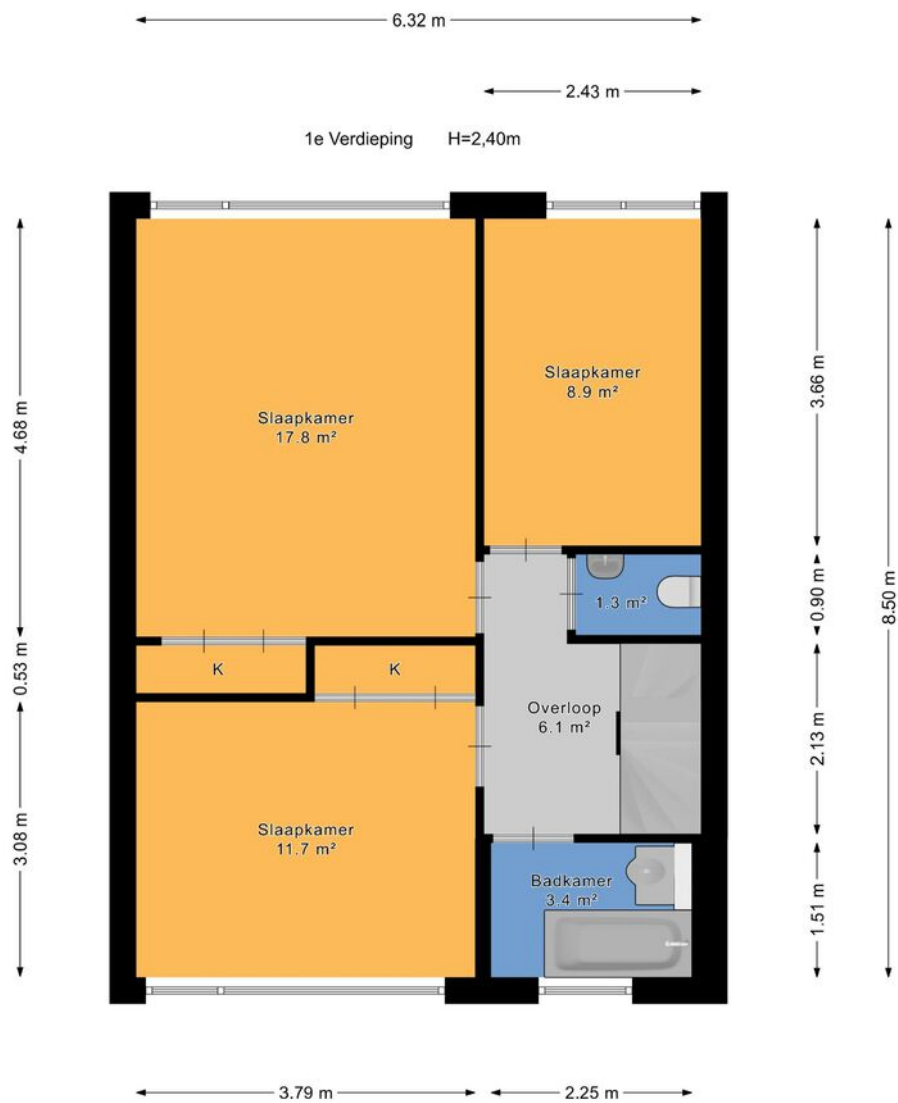 6.32 m
2.43 m
1e Verdieping H=2,40m
4.68 m
0.53 m
3.08 m
Slaapkamer
17.8 m²
Slaapkamer
8.9 m²
1.3 m²
K
K
Overloop
6.1 m²
Slaapkamer
11.7 m²
Badkamer
3.4 m²
3.66 m
0.90 m
2.13 m
1.51 m
8.50 m
3.79 m
2.25 m